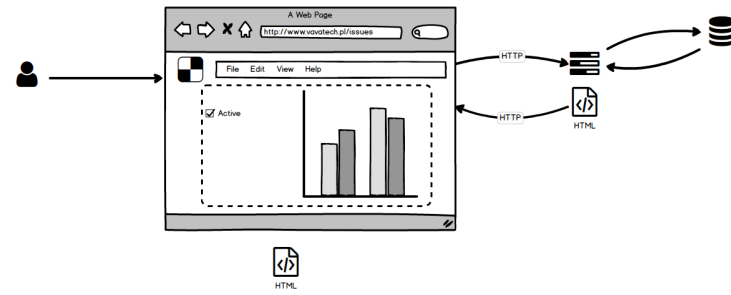 A Web Page
http://www.vavatech.pl/issues
File Edit View Help
Active
HTTP
HTTP
HTML
HTML